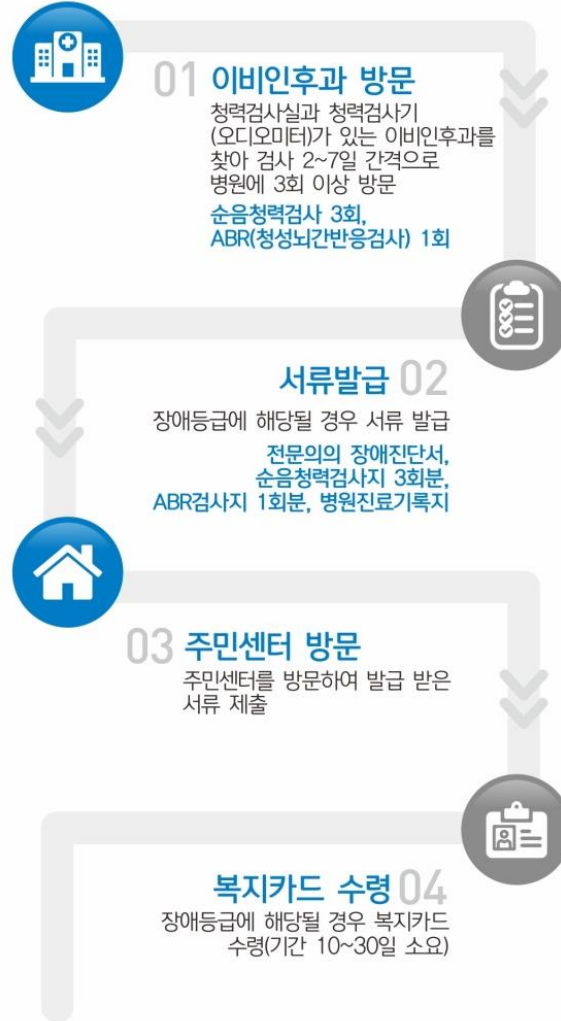 01 이비인후과 방문
청력검사실과 청력검사기
(오디오미터)가 있는 이비인후과를
찾아 검사 2~7일 간격으로
병원에 3회 이상 방문
순음청력검사 3회,
ABR(청성뇌간반응검사) 1회
서류발급 02
장애등급에 해당될 경우 서류 발급
전문의의 장애진단서,
순음청력검사지 3회분,
ABR검사지 1회분, 병원진료기록지
03 주민센터 방문
주민센터를 방문하여 발급 받은
서류 제출
복지카드 수령 04
장애등급에 해당될 경우 복지카드
수령(기간 10~30일 소요)